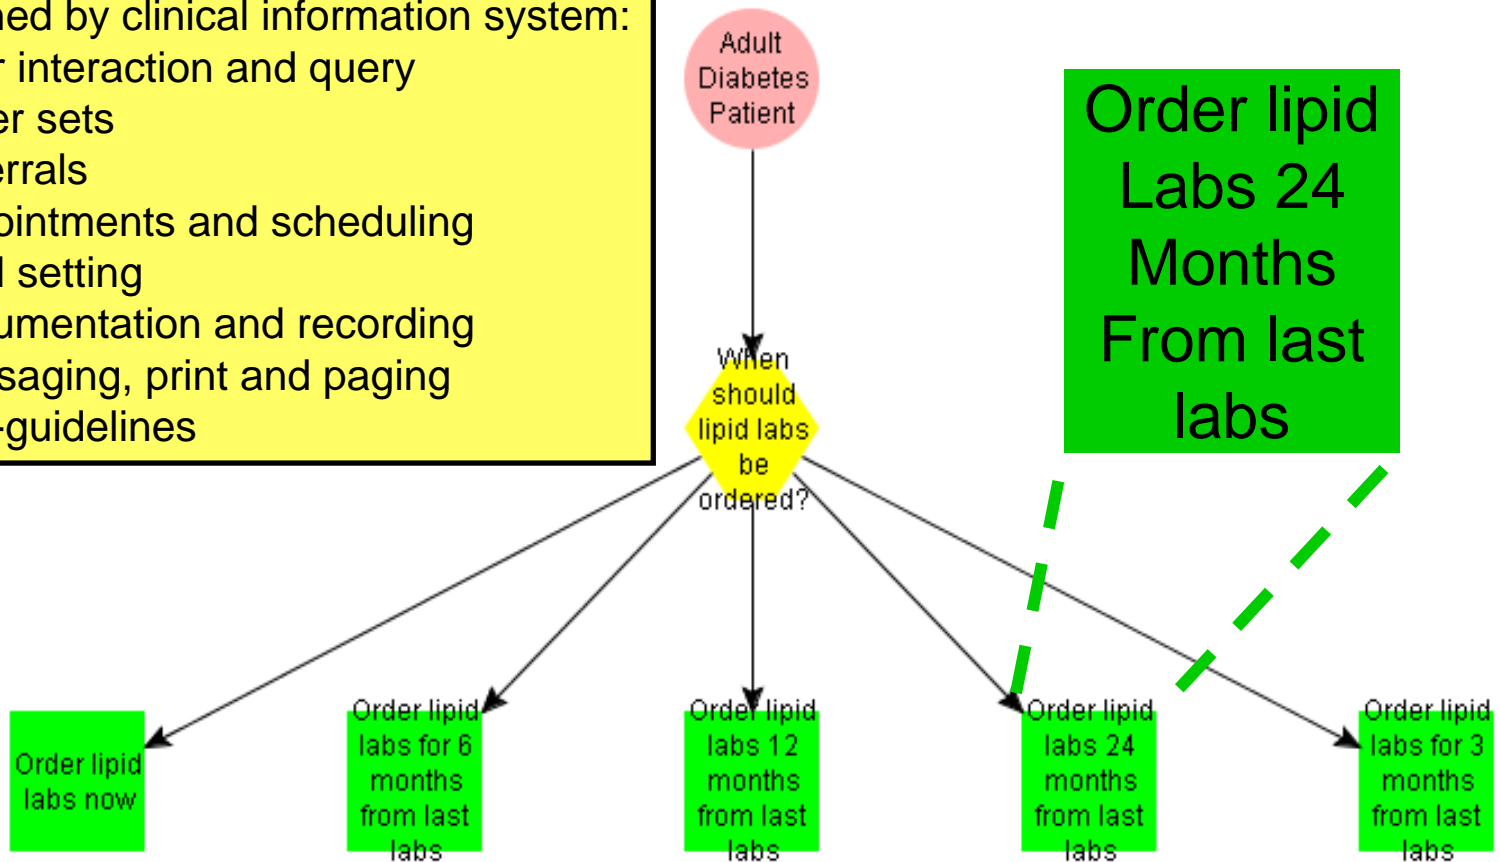 ned by clinical information system:
r interaction and query
er sets
errals
ointments and scheduling
l setting
umentation and recording
saging, print and paging
-guidelines
Adult
Diabetes
Patient
Order lipid
Labs 24
Months
From last
labs
When
should
lipid labs
be
ordered?
Order lipid
labs now
Order lipid
labs for 6
months
from last
labs
Order lipid
labs 12
months
from last
labs
Order lipid
labs 24
months
from last
labs
Order lipid
labs for 3
months
from last
labs